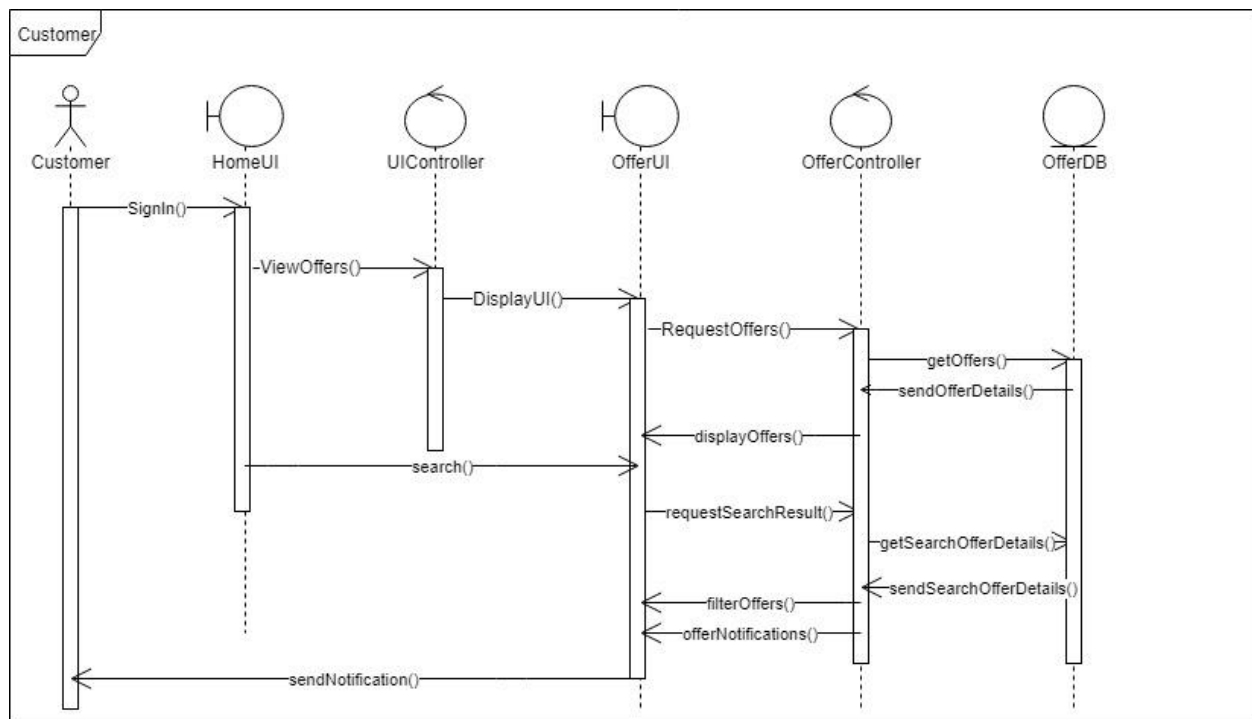 Customer
Customer
HomeUI
UIController
OfferUI
OfferController
OfferDB
SignIn()
ViewOffers()
DisplayUI()
RequestOffers()
getOffers()
sendOfferDetails()
displayOffers()
search()
requestSearchResult()
getSearchOfferDetails()
sendSearchOfferDetails()
filterOffers()
offerNotifications()
sendNotification()